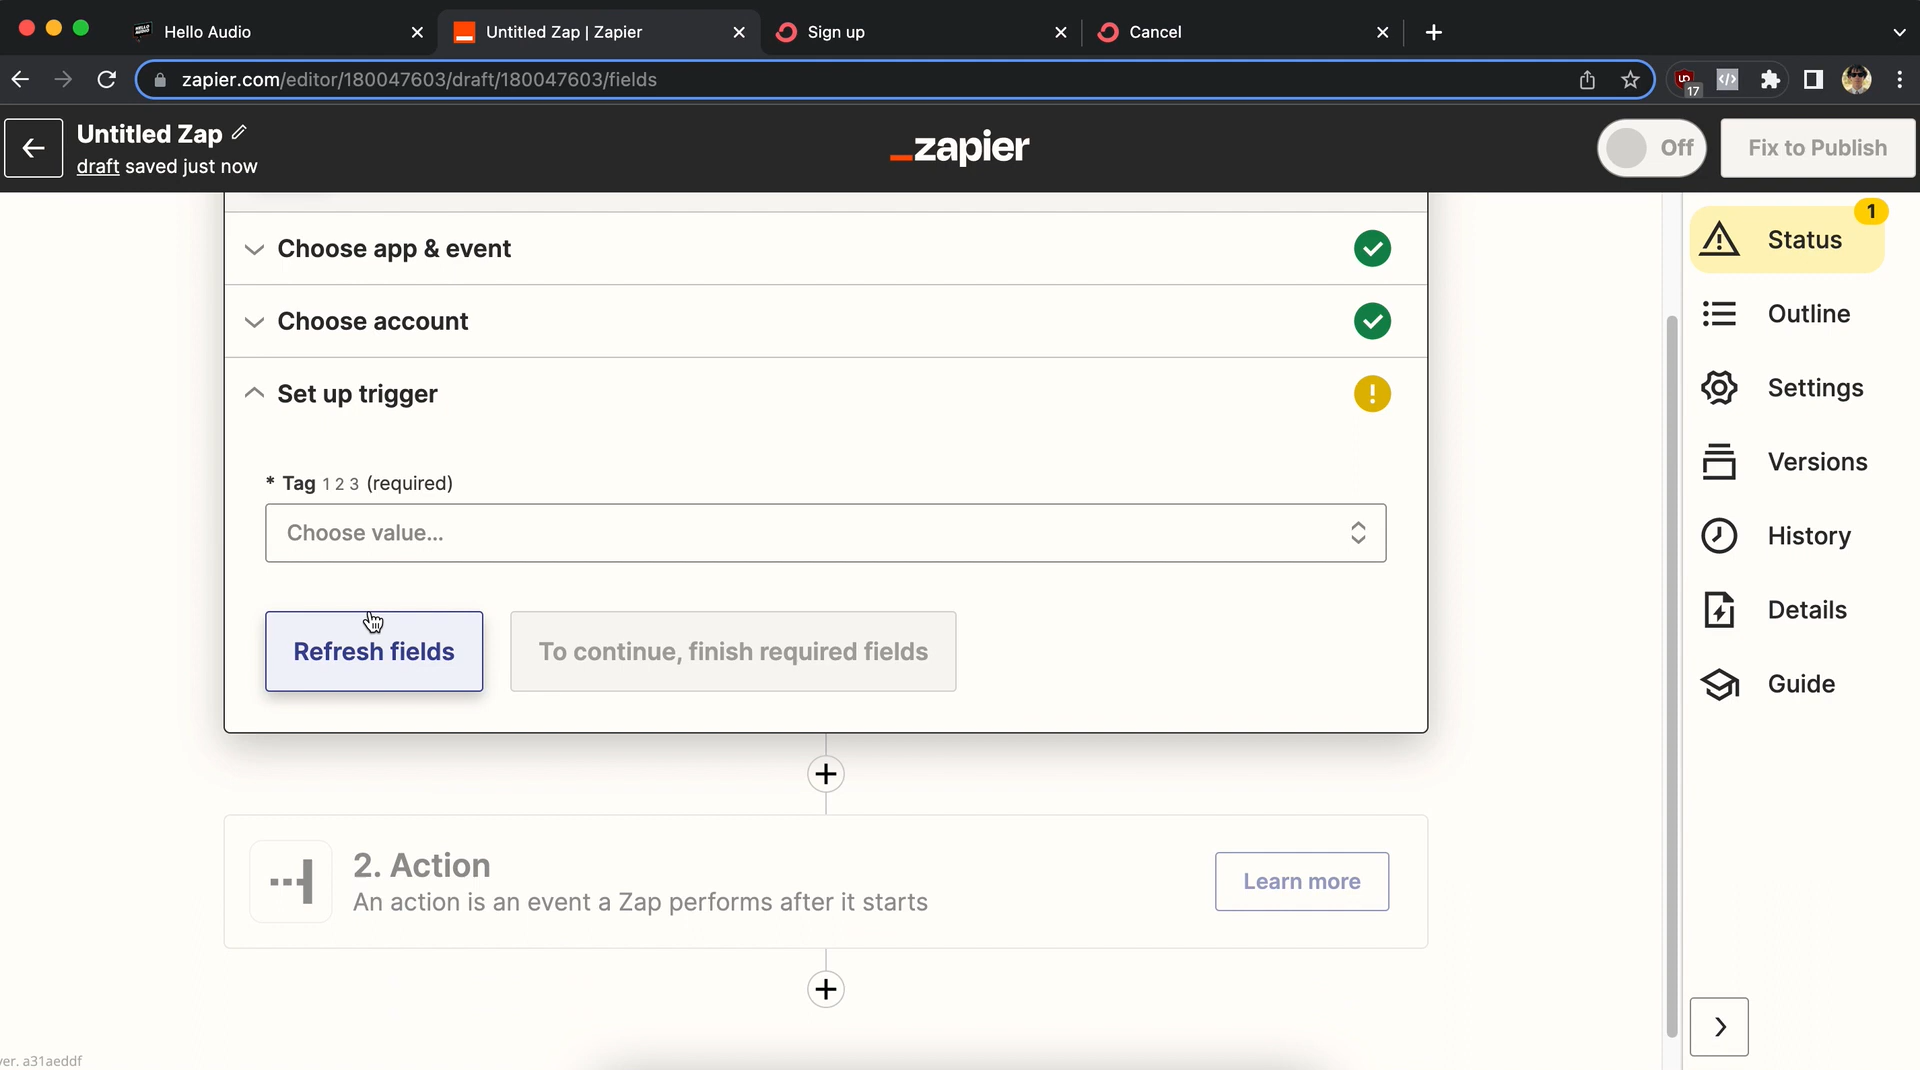 Hello Audio
Untitled Zap | Zapier
Sign up
Cancel
zapier.com/editor/180047603/draft/180047603/fields
17
Untitled Zap
draft saved just now
_zapier
Off
Fix to Publish
1
Status
Choose app & event
Choose account
Set up trigger
* Tag 1 2 3 (required)
Choose value...
Refresh fields
To continue, finish required fields
2. Action
An action is an event a Zap performs after it starts
Learn more
Outline
Settings
Versions
History
Details
Guide
ver. a31aeddf